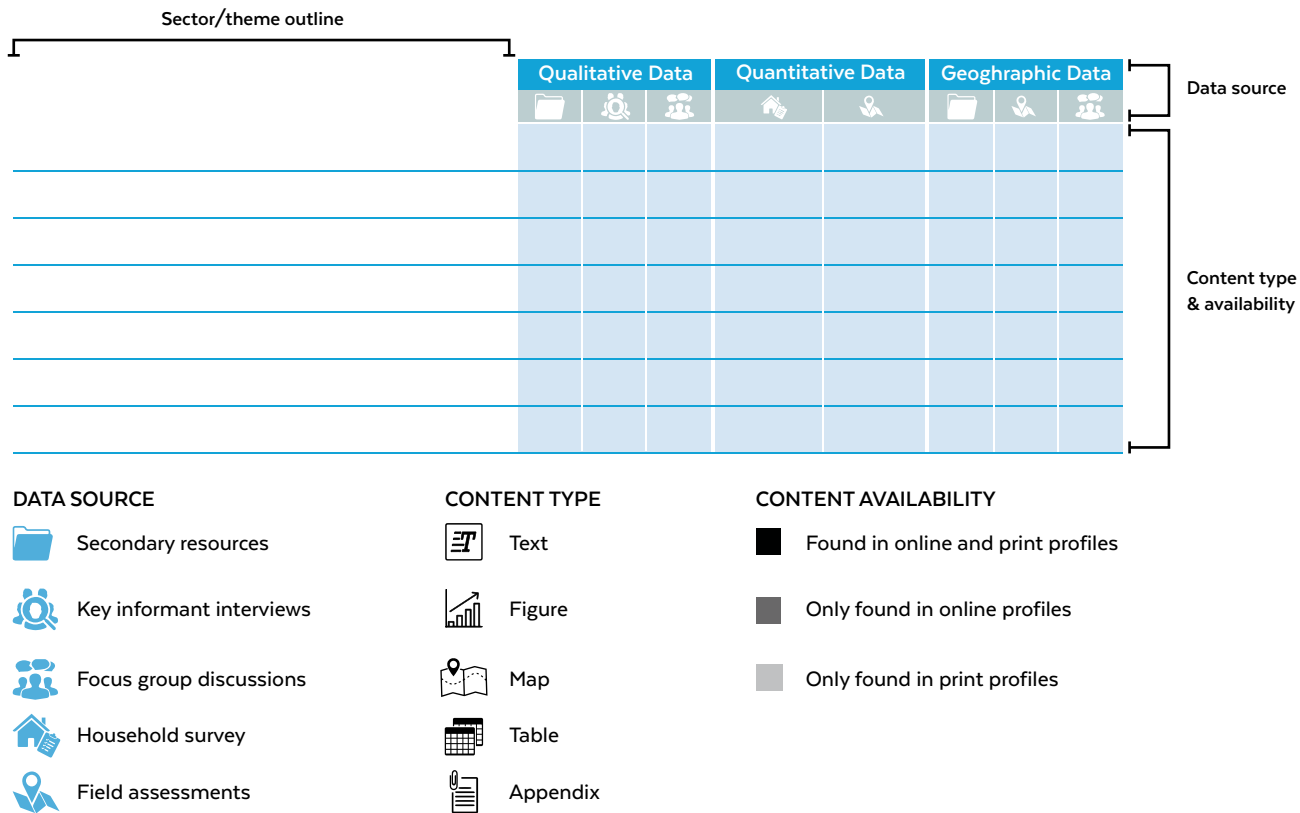 Sector/theme outline
Qualitative Data
Quantitative Data
Geoghraphic Data
Data source
Content type
& availability
DATA SOURCE
Secondary resources
Key informant interviews
Focus group discussions
Household survey
Field assessments
CONTENT TYPE
Text
Figure
Map
Table
Appendix
CONTENT AVAILABILITY
Found in online and print profiles
Only found in online profiles
Only found in print profiles